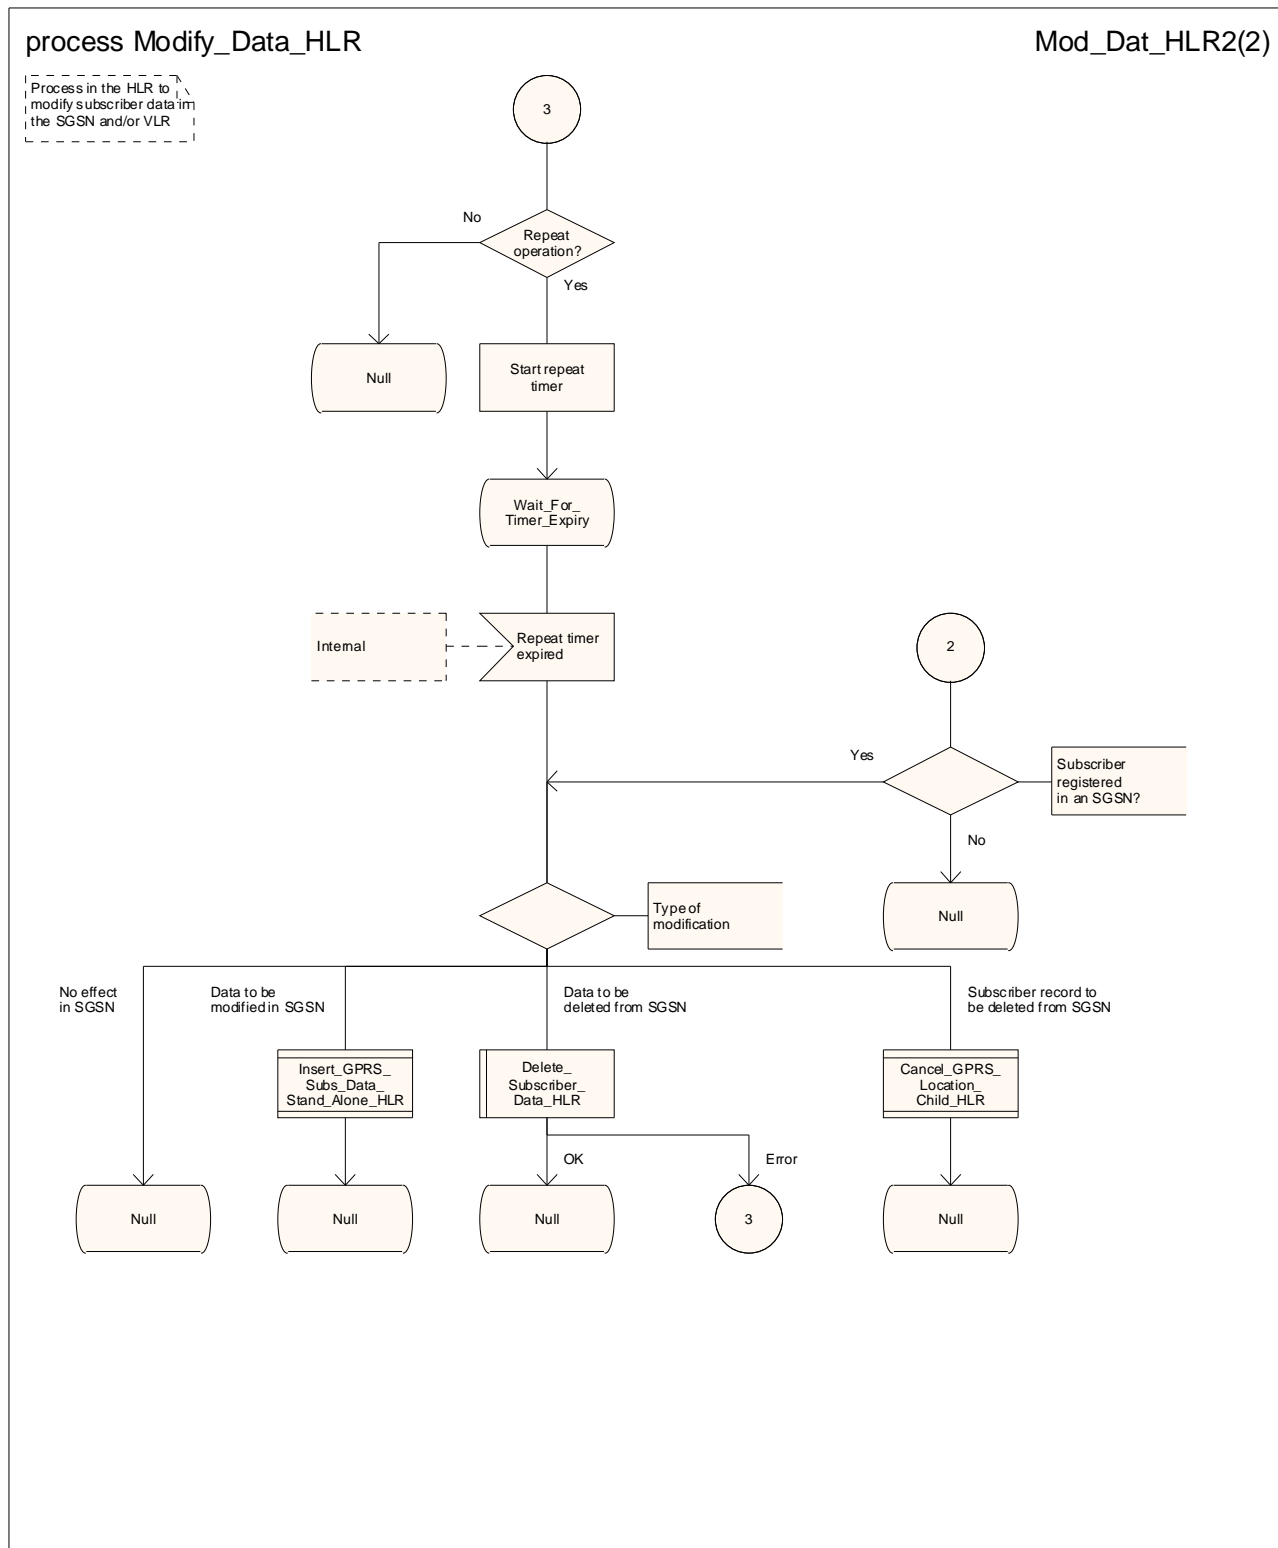 process Modify_Data_HLR
Mod_Dat_HLR2(2)
Process in the HLR to
modify subscriber data in
the SGSN and/or VLR
3
No
Repeat
operation?
Yes
Null
Start repeat
timer
Wait_For_
Timer_Expiry
Internal
Repeat timer
expired
2
Yes
Subscriber
registered
in an SGSN?
No
Type of
modification
Null
No effect
in SGSN
Data to be
modified in SGSN
Data to be
deleted from SGSN
Subscriber record to
be deleted from SGSN
Insert_GPRS_
Subs_Data_
Stand_Alone_HLR
Delete_
Subscriber_
Data_HLR
Cancel_GPRS_
Location_
Child_HLR
OK
Error
Null
Null
Null
3
Null